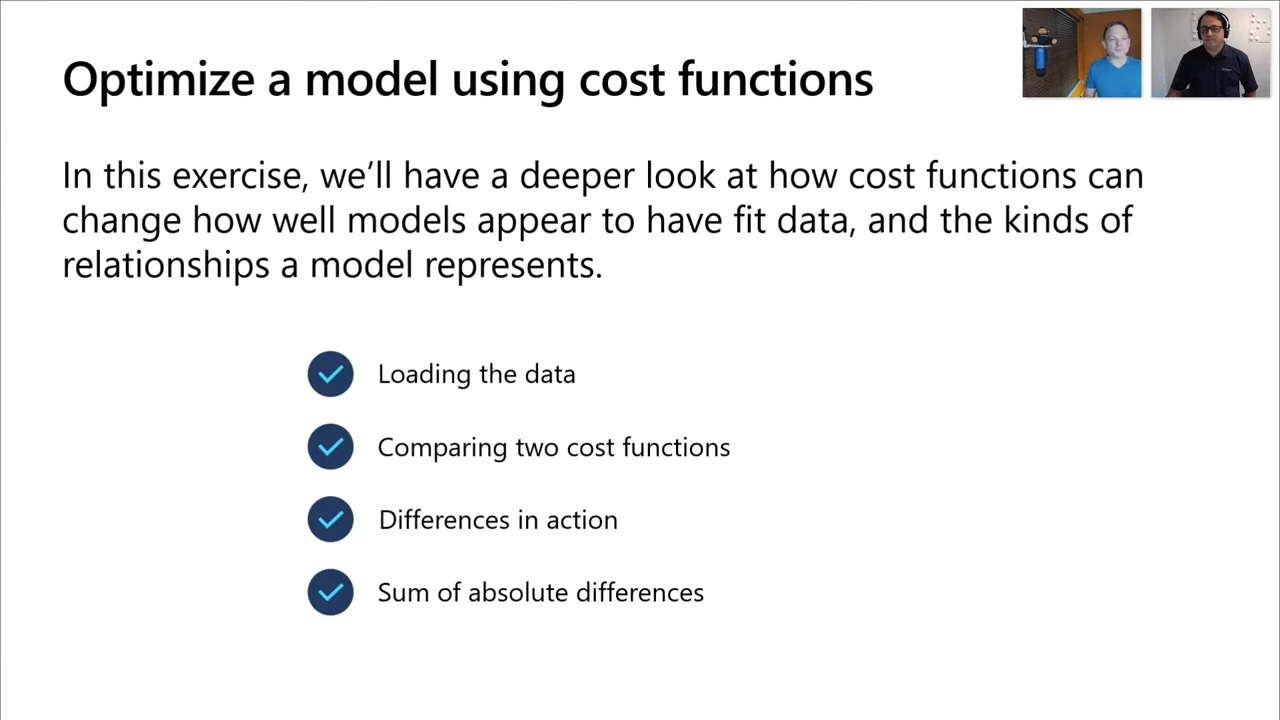 Optimize a model using cost functions
In this exercise, we’ll have a deeper look at how cost functions can
change how well models appear to have fit data, and the kinds of
relationships a model represents.
Loading the data
Comparing two cost functions
Differences in action
Sum of absolute differences